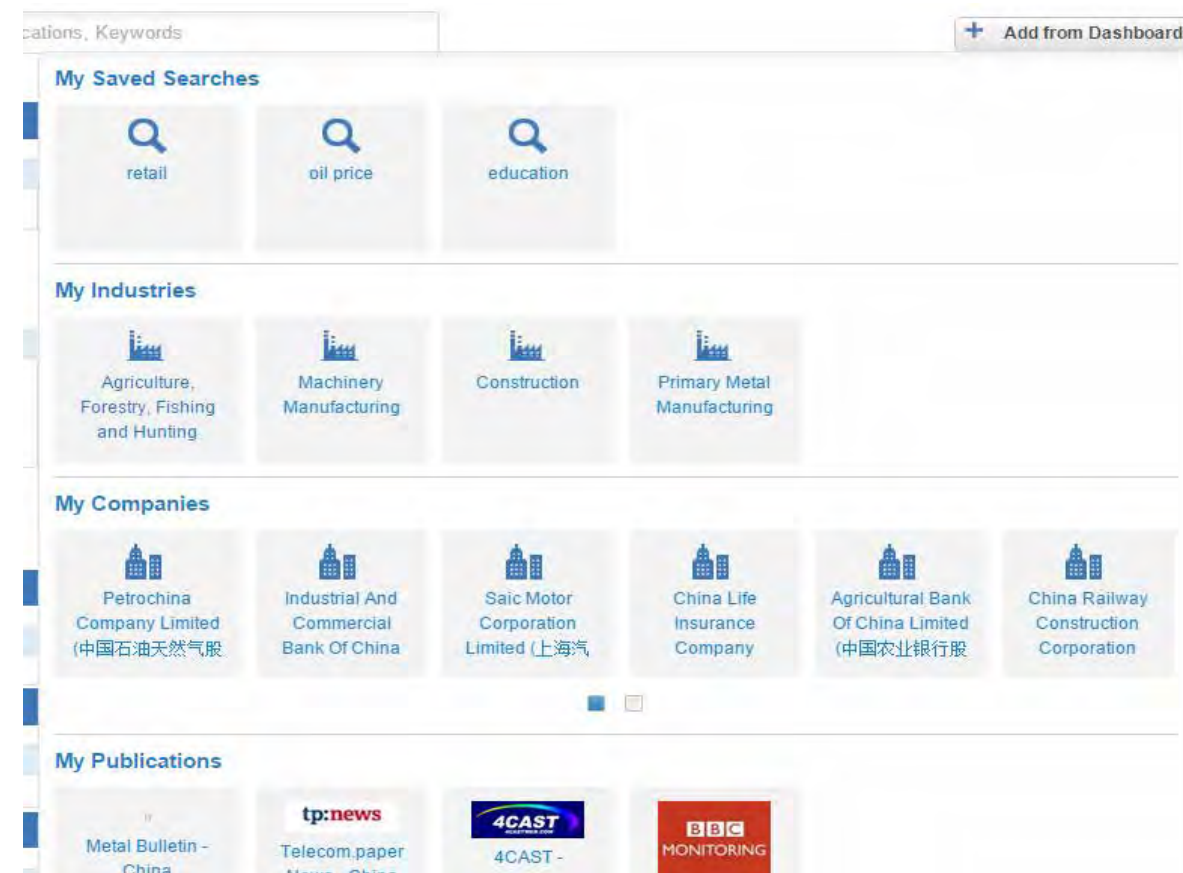 cations, Keywords
Add from Dashboard
My Saved Searches
retail
oil price
education
My Industries
Agriculture,
Forestry, Fishing
and Hunting
Machinery
Manufacturing
Construction
Primary Metal
Manufacturing
My Companies
Petrochina
Company Limited
(中国石油天然气股
Industrial And
Commercial
Bank Of China
Saic Motor
Corporation
Limited (上海汽
China Life
Insurance
Company
Agricultural Bank
Of China Limited
(中国农业银行股
China Railway
Construction
Corporation
My Publications
Metal Bulletin -
China
tp:news
Telecom.paper
News - China
4CAST
4CAST -
BBC
MONITORING